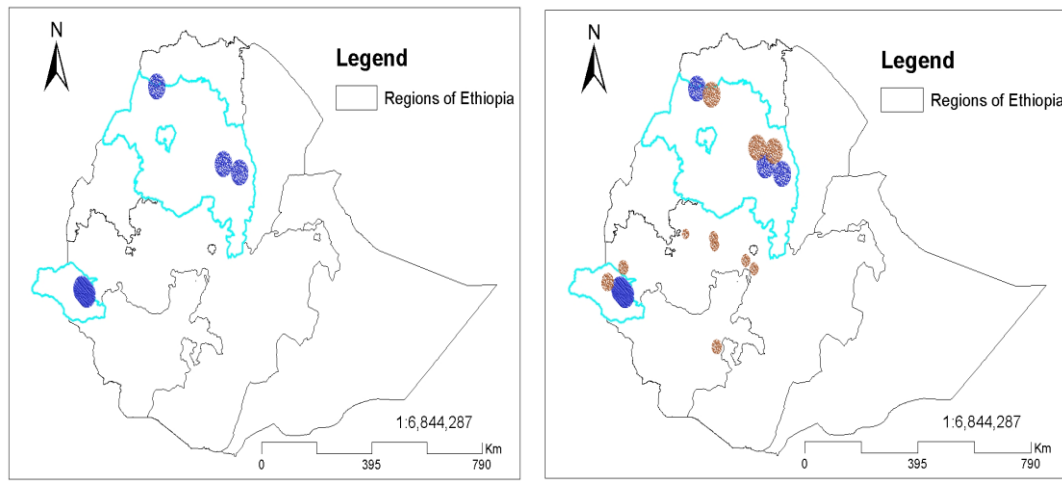 N
Legend
Regions of Ethiopia
1:6,844,287
Km
0 395 790
N
Legend
Regions of Ethiopia
1:6,844,287
Km
0 395 790